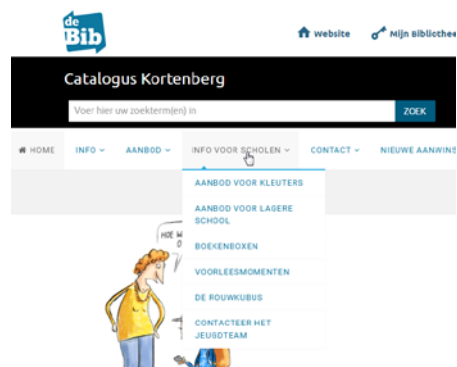 de
Bib
Website
Mijn Bibliothee
Catalogus Kortenberg
Voer hier uw zoekterm(en) in
ZOEK
HOME INFO AANBOD INFO VOOR SCHOLEN CONTACT NIEUWE AANWINS
AANBOD VOOR KLEUTERS
AANBOD VOOR LAGERE
SCHOOL
BOEKENBOXEN
VOORLEESMOMENTEN
DE ROUWKUBUS
CONTACTEER HET
JEUGDTEAM
HOE